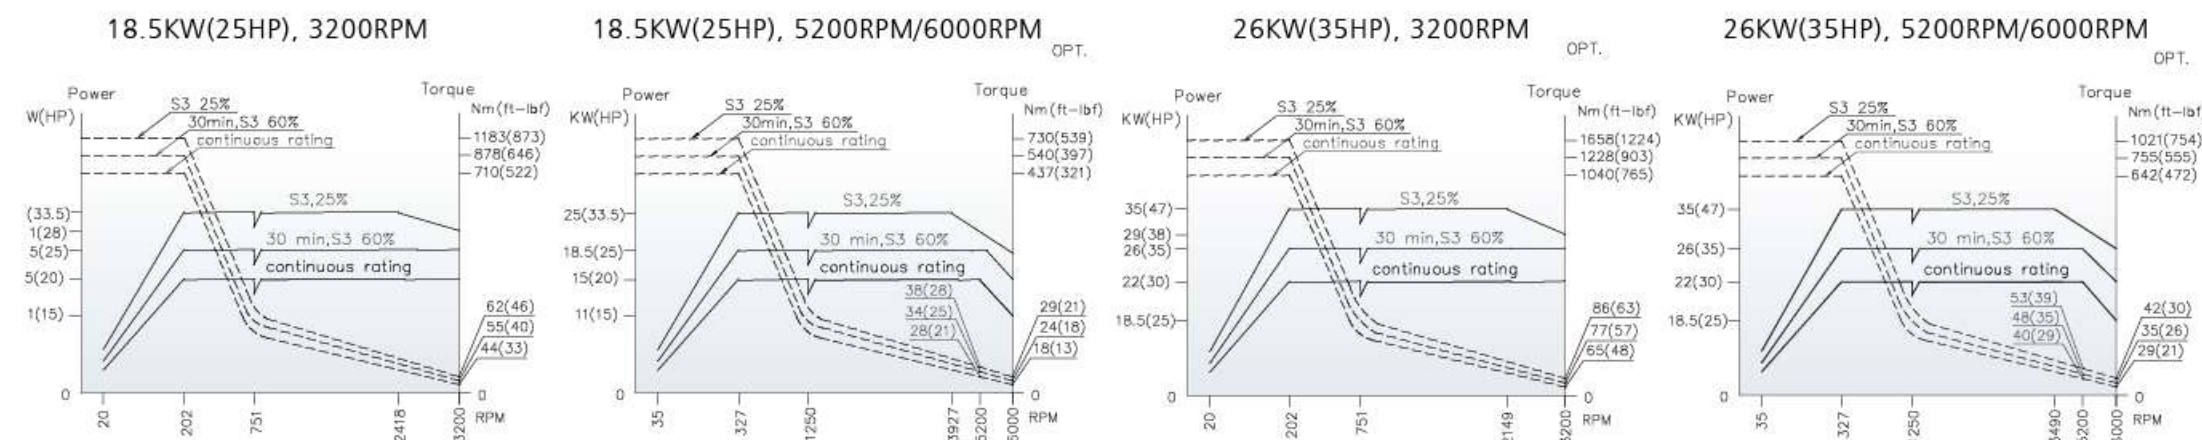 18.5KW(25HP), 3200RPM
Power
W(HP)
Torque
Nm(ft-lbf)
S3 25%
30min,S3 60%
continuous rating
1183(873)
878(646)
710(522)
(33.5)
1(28)
5(25)
5(20)
1(15)
0
S3,25%
30 min,S3 60%
continuous rating
62(46)
55(40)
44(33)
0
20
202
751
2418
3200
RPM
18.5KW(25HP), 5200RPM/6000RPM
OPT.
Power
KW(HP)
Torque
Nm(ft-lbf)
S3 25%
30min,S3 60%
continuous rating
730(539)
540(397)
437(321)
25(33.5)
18.5(25)
15(20)
11(15)
0
S3,25%
30 min,S3 60%
continuous rating
38(28)
34(25)
28(21)
29(21)
24(18)
18(13)
0
35
327
1250
3927
5200
6000
RPM
26KW(35HP), 3200RPM
OPT.
Power
KW(HP)
Torque
Nm(ft-lbf)
S3 25%
30min,S3 60%
continuous rating
1658(1224)
1228(903)
1040(765)
35(47)
29(38)
26(35)
22(30)
18.5(25)
0
S3,25%
30 min,S3 60%
continuous rating
86(63)
77(57)
65(48)
0
20
202
751
2149
3200
RPM
26KW(35HP), 5200RPM/6000RPM
OPT.
Power
KW(HP)
Torque
Nm(ft-lbf)
S3 25%
30min,S3 60%
continuous rating
1021(754)
755(555)
642(472)
35(47)
26(35)
22(30)
18.5(25)
0
S3,25%
30 min,S3 60%
continuous rating
53(39)
48(35)
40(29)
42(30)
35(26)
29(21)
0
35
327
1250
5200
6000
RPM